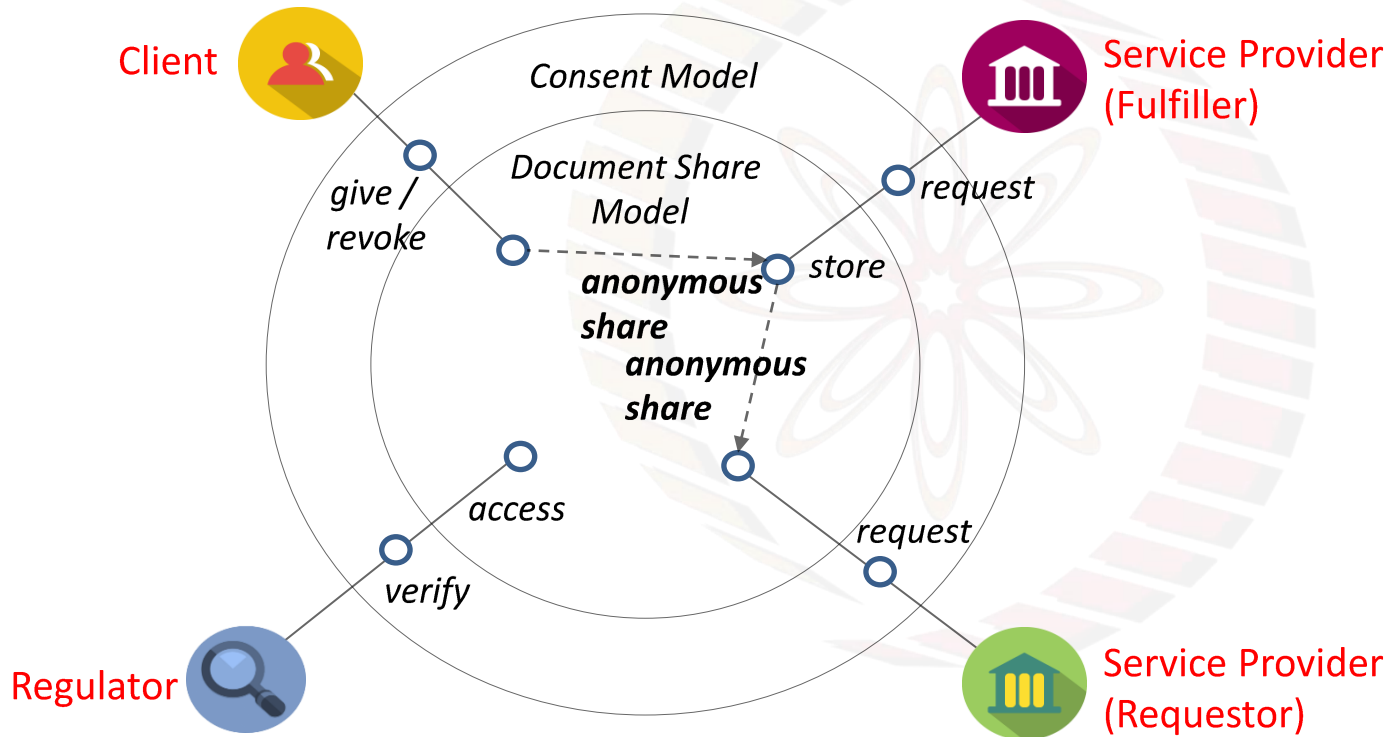 Client
Consent Model
Service Provider
(Fulfiller)
Document Share
Model
give /
revoke
request
store
anonymous
share
anonymous
share
access
request
verify
Regulator
Service Provider
(Requestor)